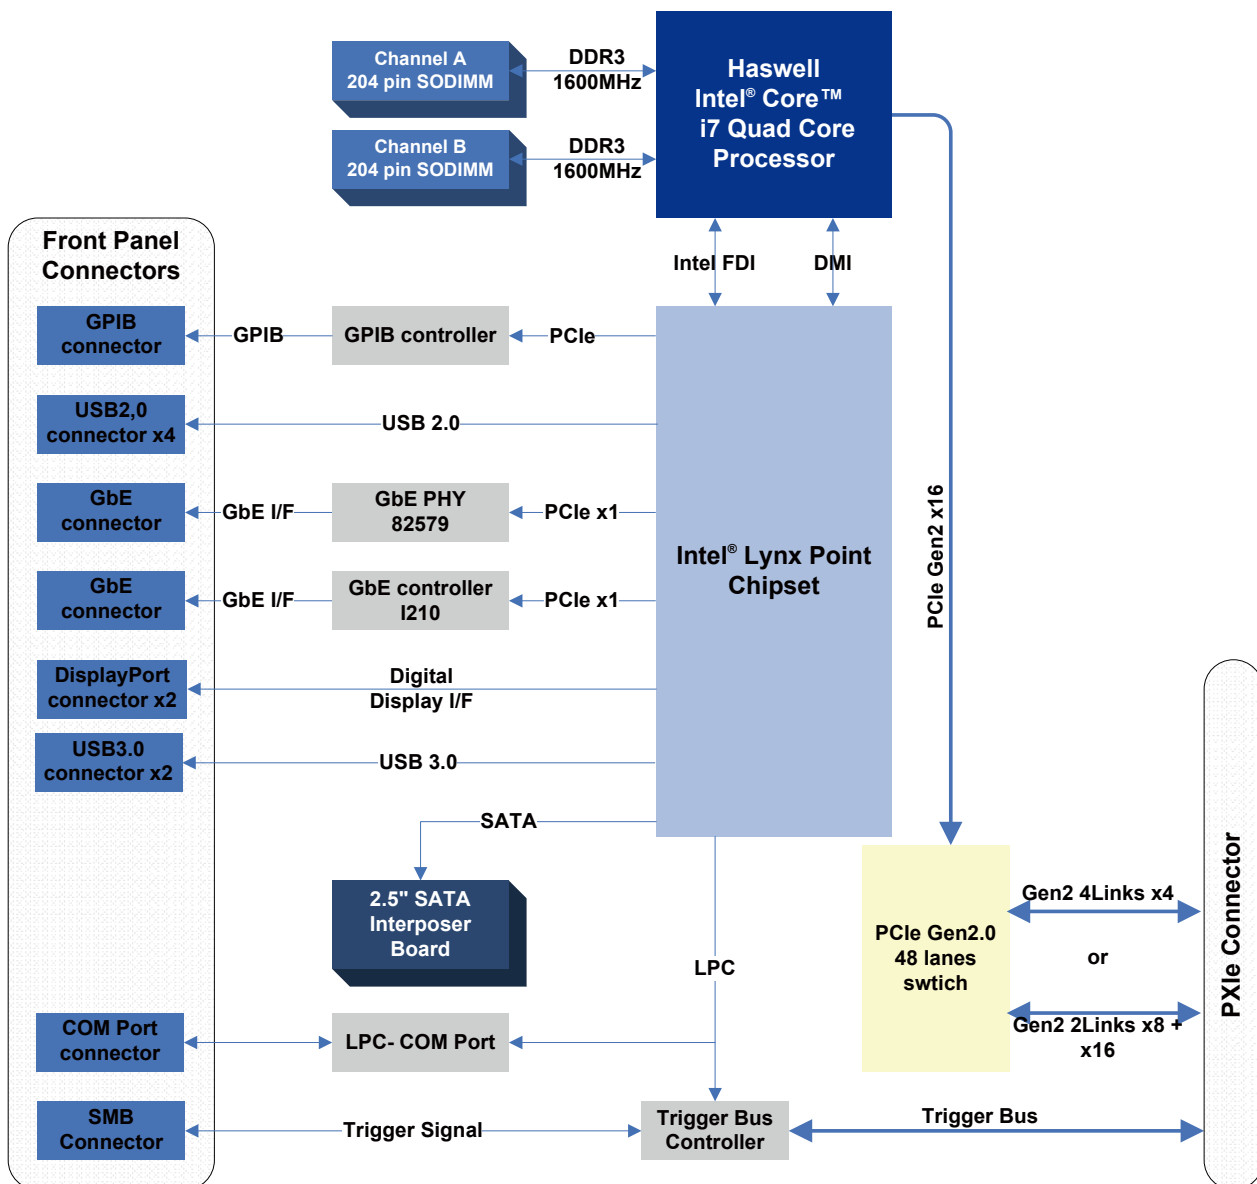 Channel A
204 pin SODIMM
DDR3
1600MHz
Haswell
Intel® Core™
i7 Quad Core
Processor
Channel B
204 pin SODIMM
DDR3
1600MHz
Front Panel
Connectors
Intel FDI
DMI
GPIB
connector
GPIB
GPIB controller
PCIe
USB2,0
connector x4
USB 2.0
GbE
connector
GbE I/F
GbE PHY
82579
PCIe x1
GbE
connector
GbE I/F
GbE controller
I210
PCIe x1
Intel® Lynx Point
Chipset
PCIe Gen2 x16
DisplayPort
connector x2
Digital
Display I/F
USB3.0
connector x2
USB 3.0
SATA
2.5" SATA
Interposer
Board
LPC
PCIe Gen2.0
48 lanes
swtich
Gen2 4Links x4
or
Gen2 2Links x8 +
x16
PXIe Connector
COM Port
connector
LPC- COM Port
SMB
Connector
Trigger Signal
Trigger Bus
Controller
Trigger Bus